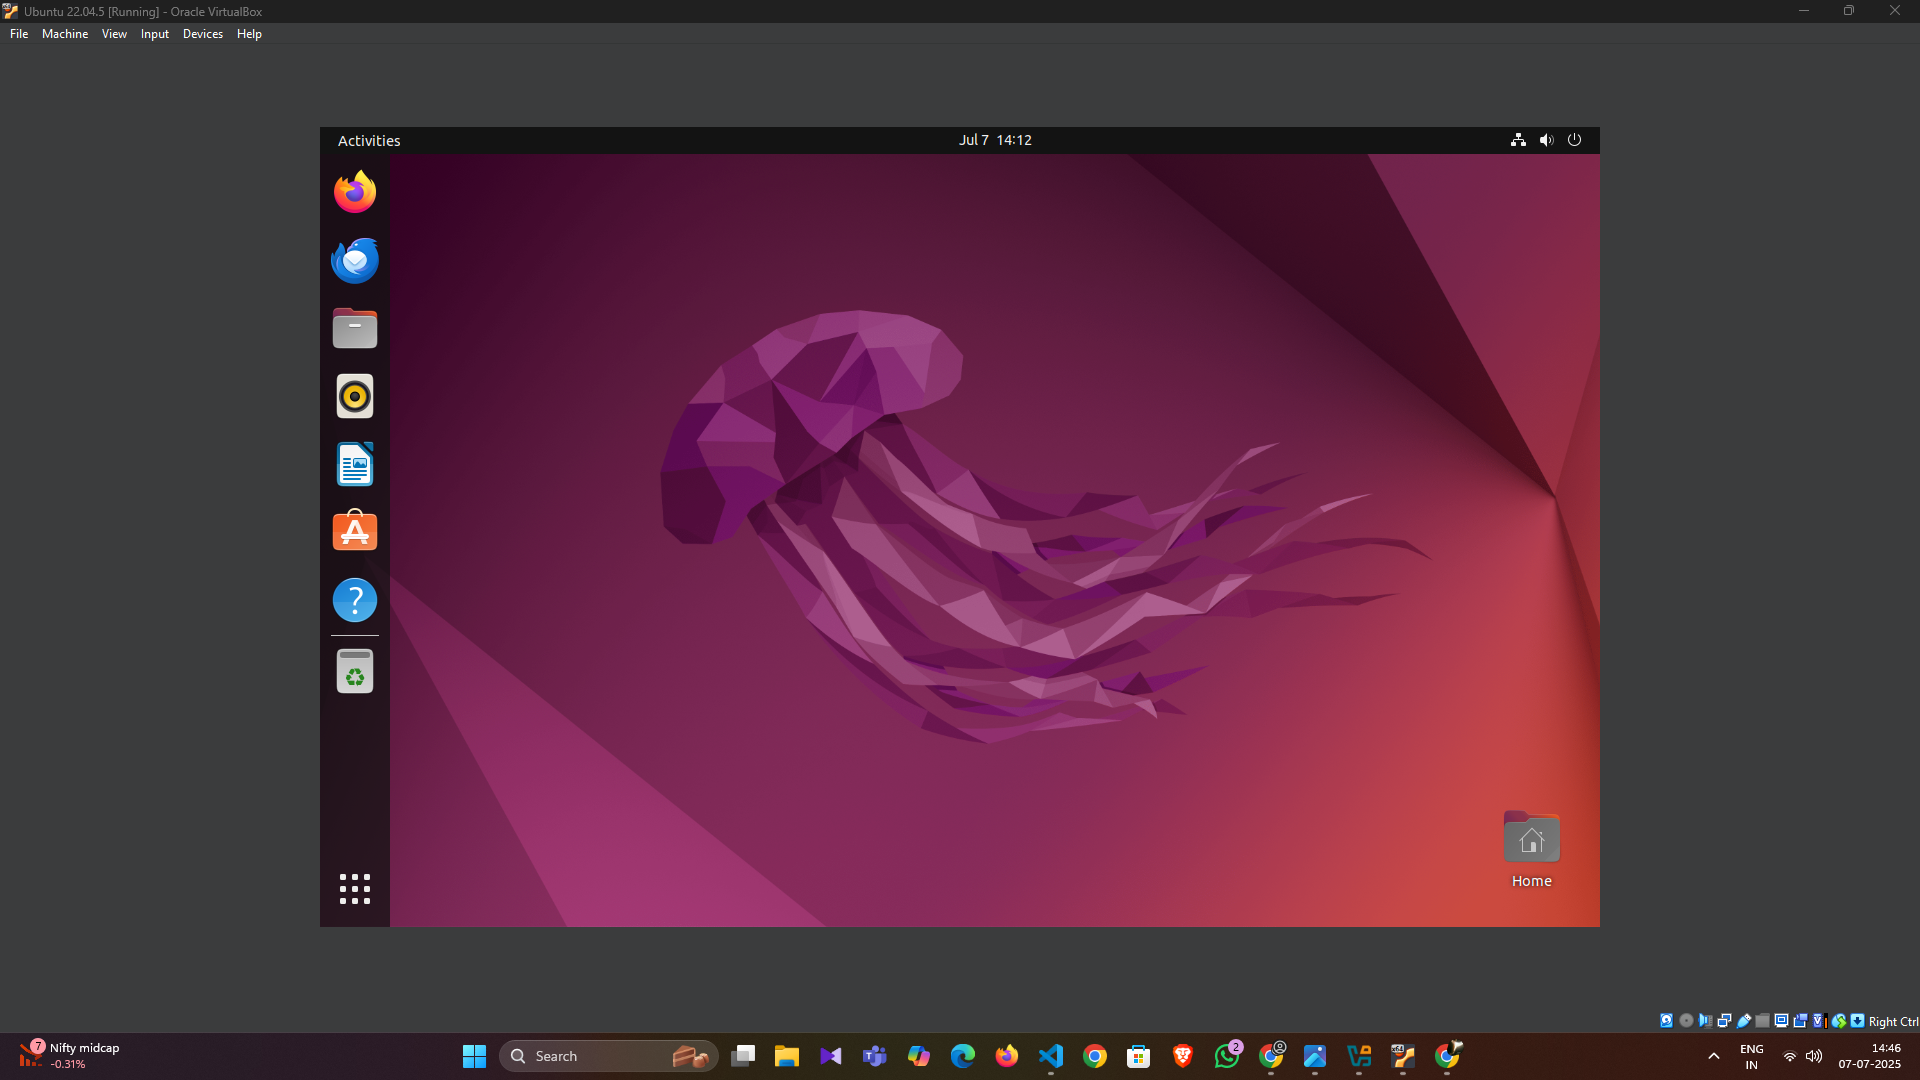 Ubuntu 22.04.5 [Running] - Oracle VirtualBox
File Machine View Input Devices Help
Activities
Jul 7 14:12
?
Home
Right Ctrl
7
Nifty midcap
-0.31%
Search
2
ENG
IN
14:46
07-07-2025